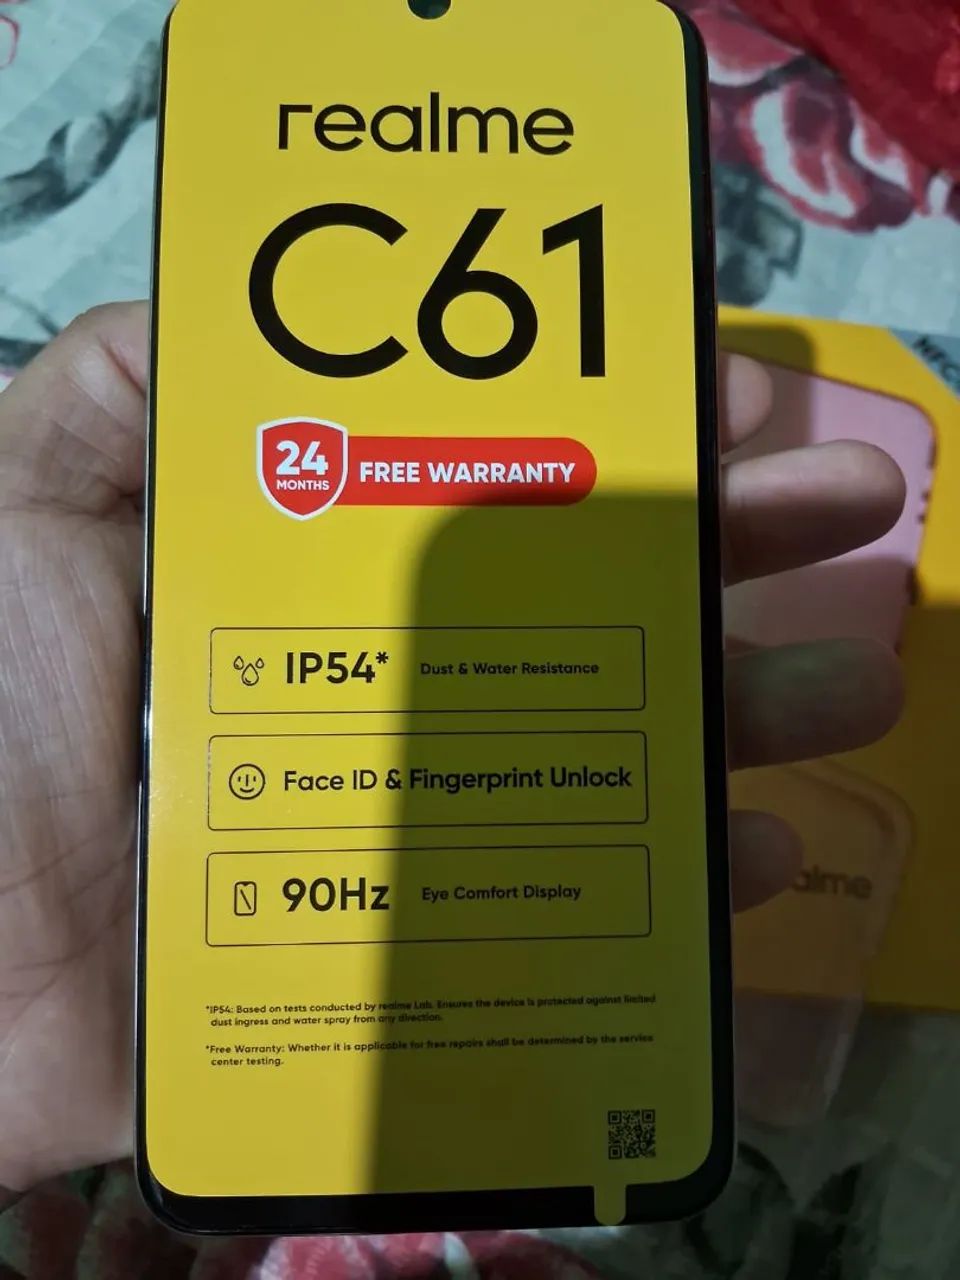 realme
C61
24
MONTHS
FREE WARRANTY
IP54* Dust & Water Resistance
Face ID & Fingerprint Unlock
90Hz Eye Comfort Display
*IP54: Based on tests conducted by realme Lab. Ensures the device is protected against limited
dust ingress and water spray from any direction.
*Free Warranty: Whether it is applicable for free repairs shall be determined by the service
center testing.
realme